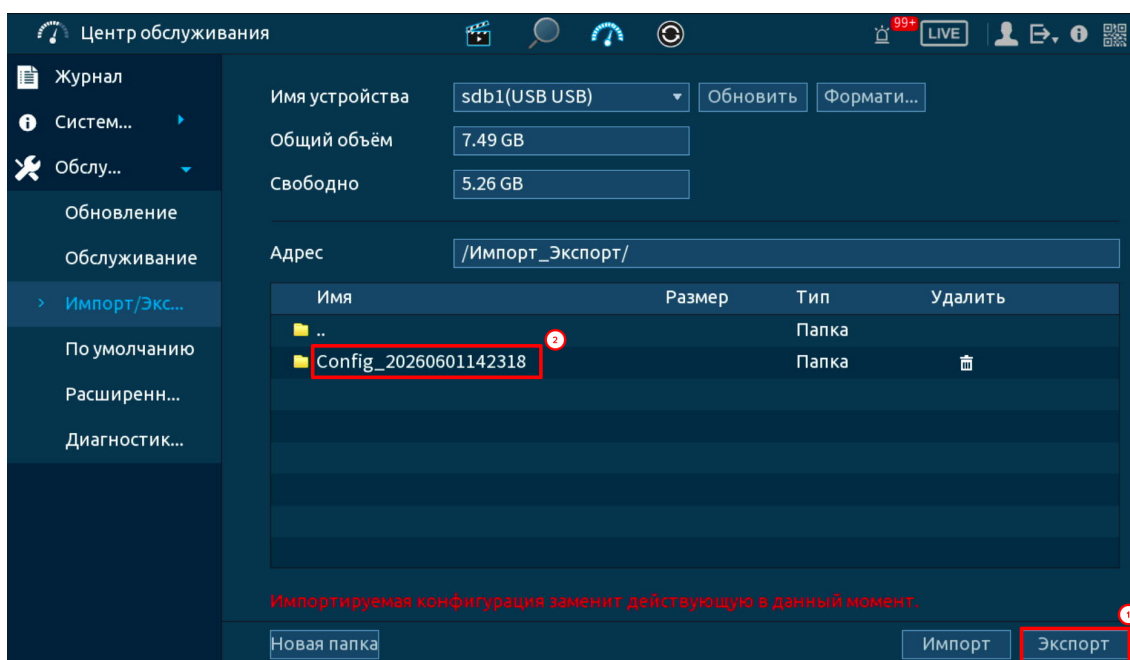 Центр обслуживания
99+
LIVE
Журнал
Систем...
Обслу...
Обновление
Обслуживание
Импорт/Экс...
По умолчанию
Расширенн...
Диагностик...
Имя устройства
sdb1(USB USB)
Обновить
Формати...
Общий объём
7.49 GB
Свободно
5.26 GB
Адрес
/Импорт_Экспорт/
Имя Размер Тип Удалить
.. Папка
2
Config_20260601142318 Папка
Импортируемая конфигурация заменит действующую в данный момент.
1
Новая папка
Импорт
Экспорт